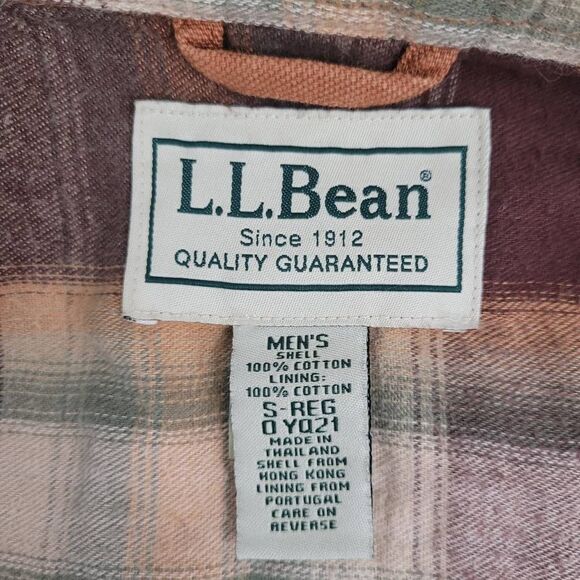 L.L.Bean®
Since 1912
QUALITY GUARANTEED
MEN'S
SHELL
100% COTTON
LINING:
100% COTTON
S-REG
0 YQ21
MADE IN
THAILAND
SHELL FROM
HONG KONG
LINING FROM
PORTUGAL
CARE ON
REVERSE